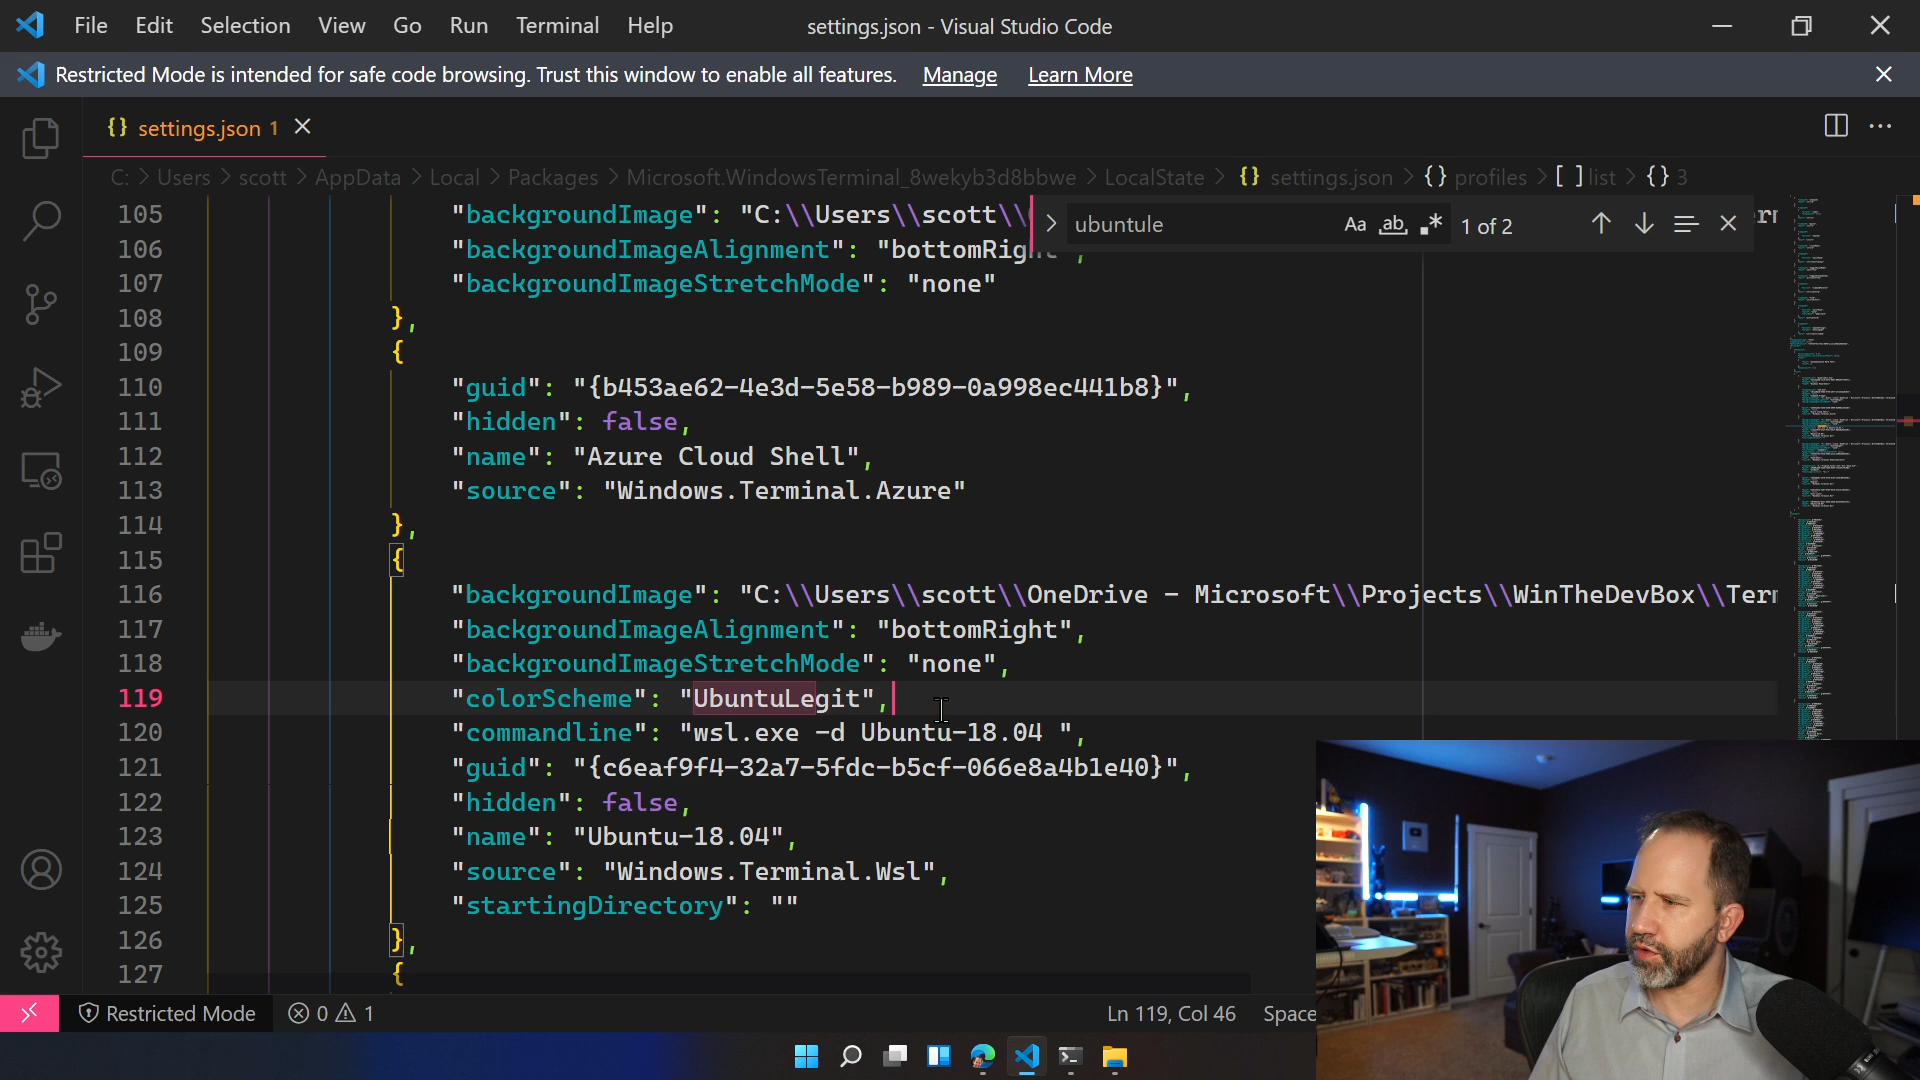 File Edit Selection View Go Run Terminal Help settings.json - Visual Studio Code
Restricted Mode is intended for safe code browsing. Trust this window to enable all features. Manage Learn More
{} settings.json 1
C: > Users > scott > AppData > Local > Packages > Microsoft.WindowsTerminal_8wekyb3d8bbwe > LocalState > {} settings.json > {} profiles > [ ] list > {} 3
ubuntule Aa ab .* 1 of 2
105 "backgroundImage": "C:\\Users\\scott\\
106 "backgroundImageAlignment": "bottomRight",
107 "backgroundImageStretchMode": "none"
108 },
109 {
110 "guid": "{b453ae62-4e3d-5e58-b989-0a998ec441b8}",
111 "hidden": false,
112 "name": "Azure Cloud Shell",
113 "source": "Windows.Terminal.Azure"
114 },
115 {
116 "backgroundImage": "C:\\Users\\scott\\OneDrive - Microsoft\\Projects\\WinTheDevBox\\Terr
117 "backgroundImageAlignment": "bottomRight",
118 "backgroundImageStretchMode": "none",
119 "colorScheme": "UbuntuLegit",
120 "commandline": "wsl.exe -d Ubuntu-18.04 ",
121 "guid": "{c6eaf9f4-32a7-5fdc-b5cf-066e8a4b1e40}",
122 "hidden": false,
123 "name": "Ubuntu-18.04",
124 "source": "Windows.Terminal.Wsl",
125 "startingDirectory": ""
126 },
127 {
Restricted Mode 0 1 Ln 119, Col 46 Space